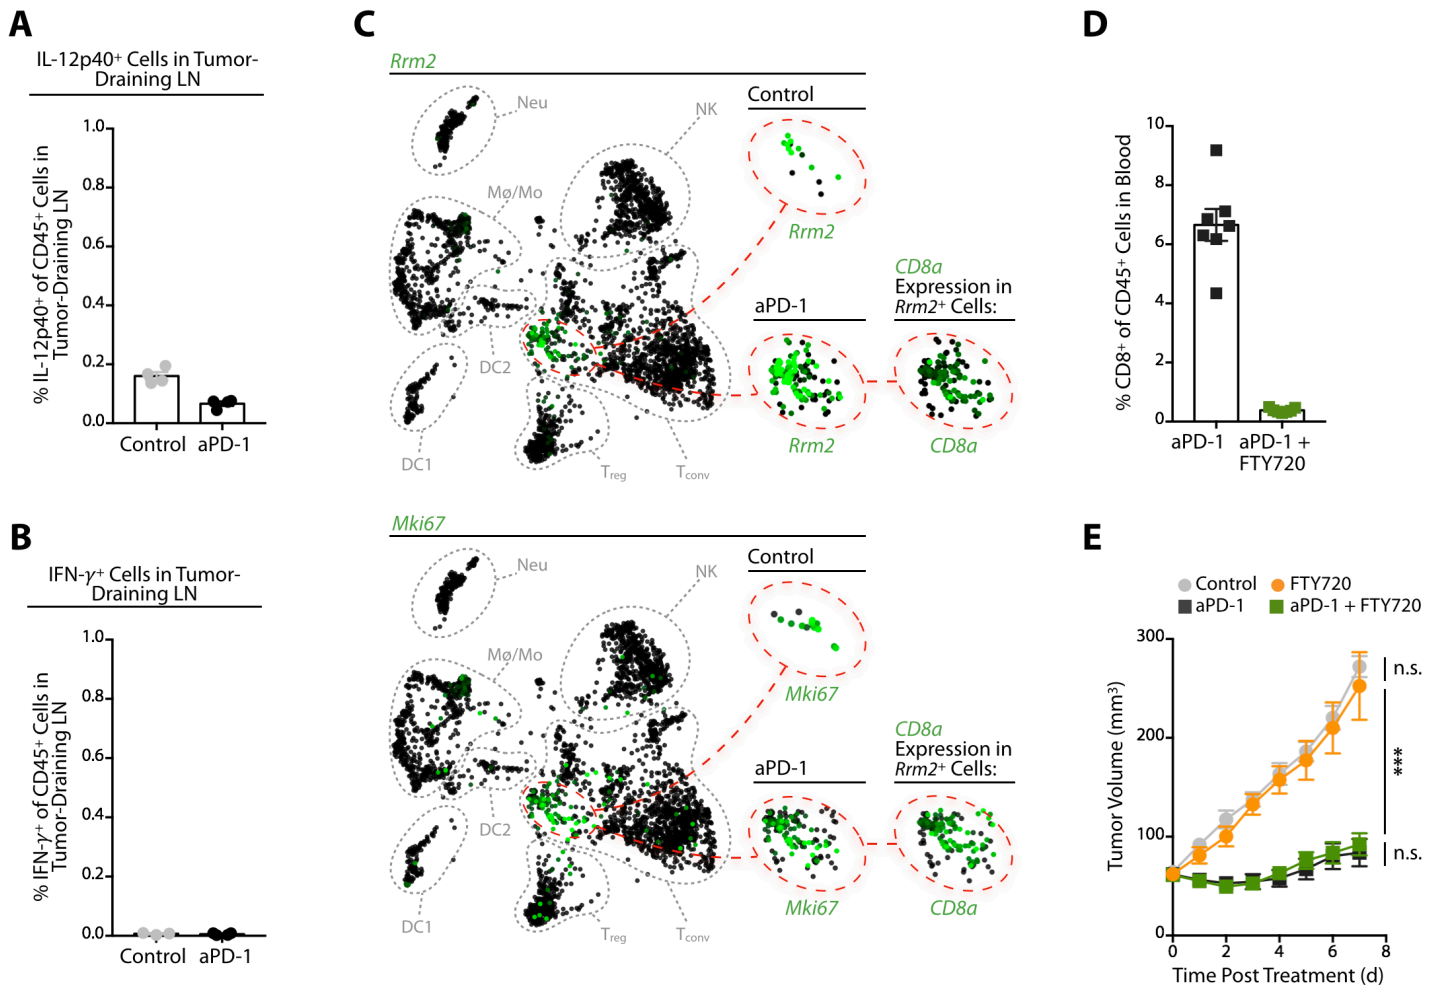 A
IL-12p40⁺ Cells in Tumor-
Draining LN
% IL-12p40⁺ of CD45⁺ Cells in
Tumor-Draining LN
1.0
0.8
0.6
0.4
0.2
0.0
Control
aPD-1
B
IFN-γ⁺ Cells in Tumor-
Draining LN
% IFN-γ⁺ of CD45⁺ Cells in
Tumor-Draining LN
1.0
0.8
0.6
0.4
0.2
0.0
Control
aPD-1
C
Rrm2
Neu
NK
Mø/Mo
DC2
DC1
Treg
Tconv
Control
Rrm2
aPD-1
Rrm2
CD8a
Expression in
Rrm2⁺ Cells:
CD8a
Mki67
Neu
NK
Mø/Mo
DC2
DC1
Treg
Tconv
Control
Mki67
aPD-1
Mki67
CD8a
Expression in
Rrm2⁺ Cells:
CD8a
D
% CD8⁺ of CD45⁺ Cells in Blood
10
8
6
4
2
0
aPD-1
aPD-1 +
FTY720
E
Control
FTY720
aPD-1
aPD-1 + FTY720
Tumor Volume (mm³)
300
200
100
0
n.s.
***
n.s.
0
2
4
6
8
Time Post Treatment (d)